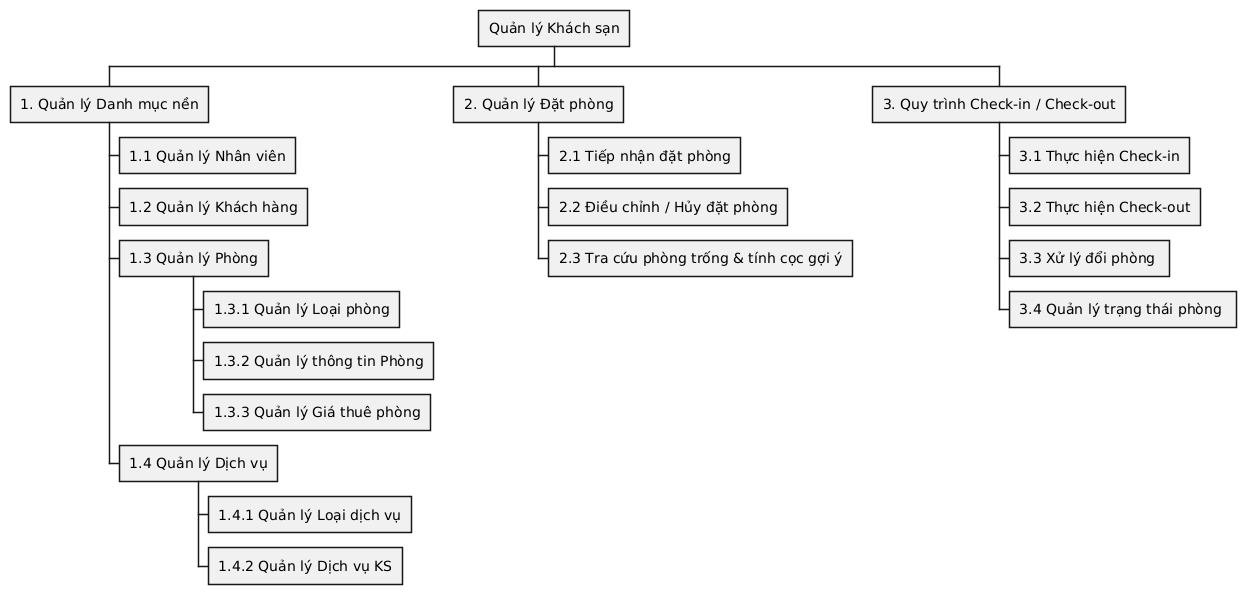 Quản lý Khách sạn
1. Quản lý Danh mục nền
1.1 Quản lý Nhân viên
1.2 Quản lý Khách hàng
1.3 Quản lý Phòng
1.3.1 Quản lý Loại phòng
1.3.2 Quản lý thông tin Phòng
1.3.3 Quản lý Giá thuê phòng
1.4 Quản lý Dịch vụ
1.4.1 Quản lý Loại dịch vụ
1.4.2 Quản lý Dịch vụ KS
2. Quản lý Đặt phòng
2.1 Tiếp nhận đặt phòng
2.2 Điều chỉnh / Hủy đặt phòng
2.3 Tra cứu phòng trống & tính cọc gợi ý
3. Quy trình Check-in / Check-out
3.1 Thực hiện Check-in
3.2 Thực hiện Check-out
3.3 Xử lý đổi phòng
3.4 Quản lý trạng thái phòng